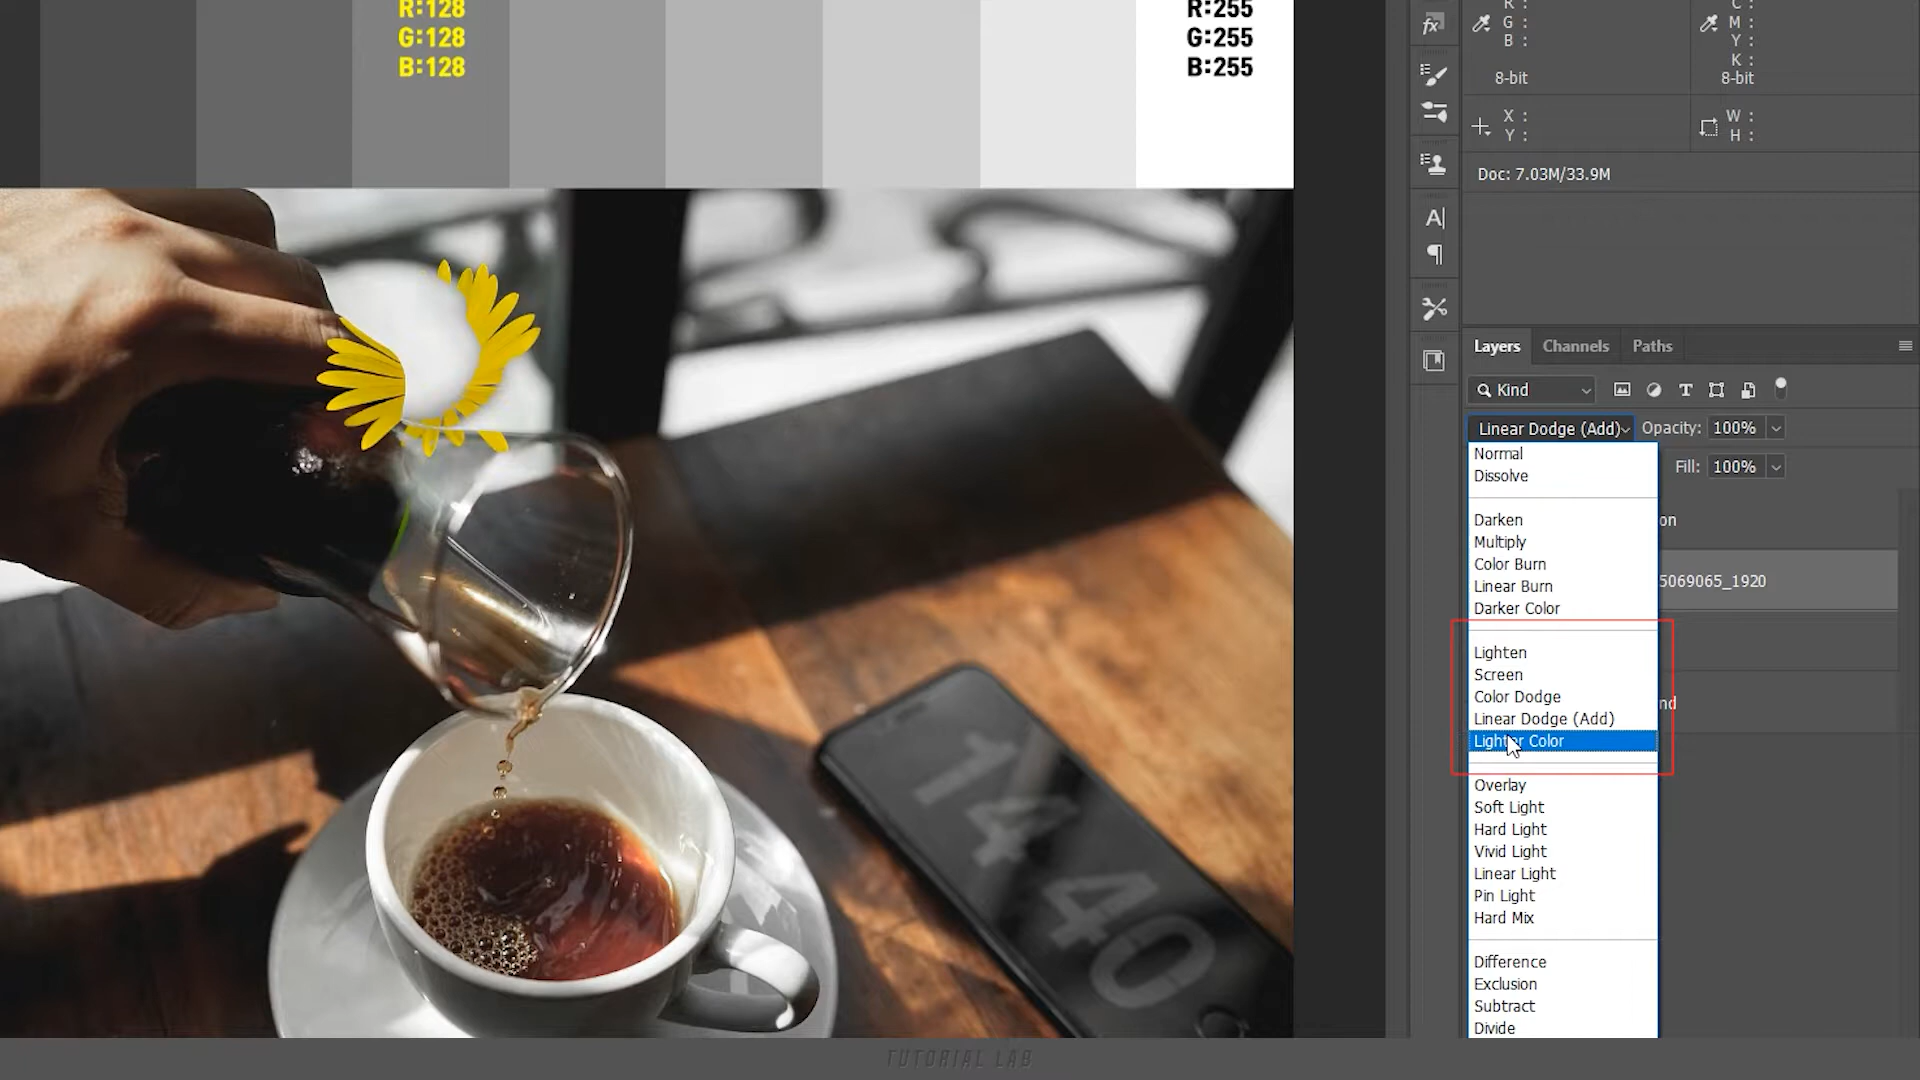 R:128
G:128
B:128
R:255
G:255
B:255
fx
R :
G :
B :
8-bit
C :
M :
Y :
K :
8-bit
X :
Y :
W :
H :
Doc: 7.03M/33.9M
A|
Layers
Channels
Paths
Kind
T
Linear Dodge (Add)
Opacity: 100%
Fill: 100%
Normal
Dissolve
Darken
Multiply
Color Burn
Linear Burn
Darker Color
Lighten
Screen
Color Dodge
Linear Dodge (Add)
Lighter Color
Overlay
Soft Light
Hard Light
Vivid Light
Linear Light
Pin Light
Hard Mix
Difference
Exclusion
Subtract
Divide
on
5069065_1920
nd
14
40
TUTORIAL LAB